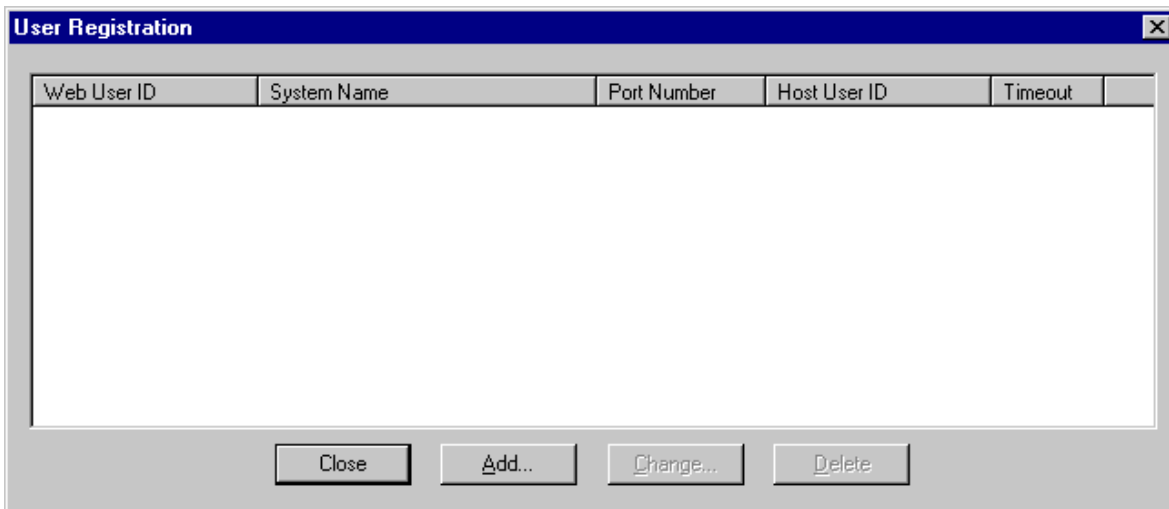 User Registration
Web User ID System Name Port Number Host User ID Timeout
Close Add... Change... Delete